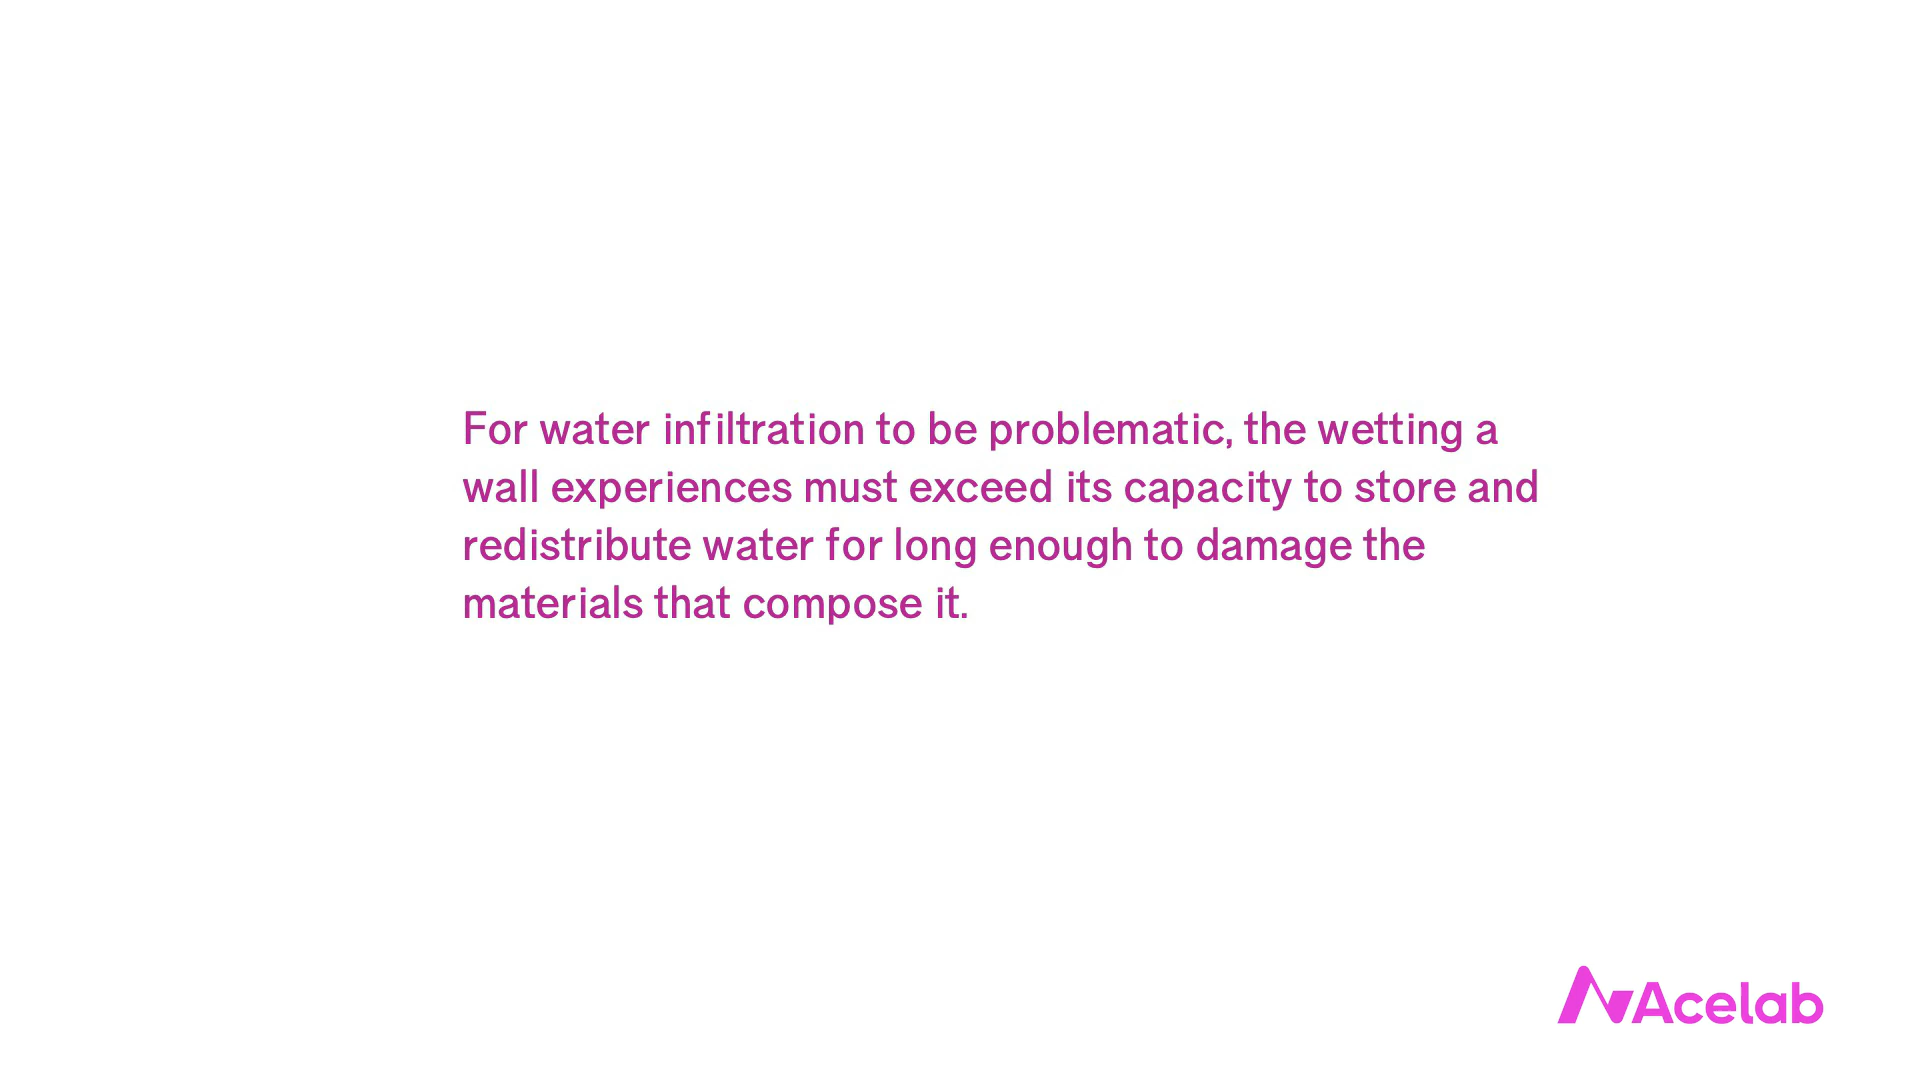 For water infiltration to be problematic, the wetting a
wall experiences must exceed its capacity to store and
redistribute water for long enough to damage the
materials that compose it.
Acelab